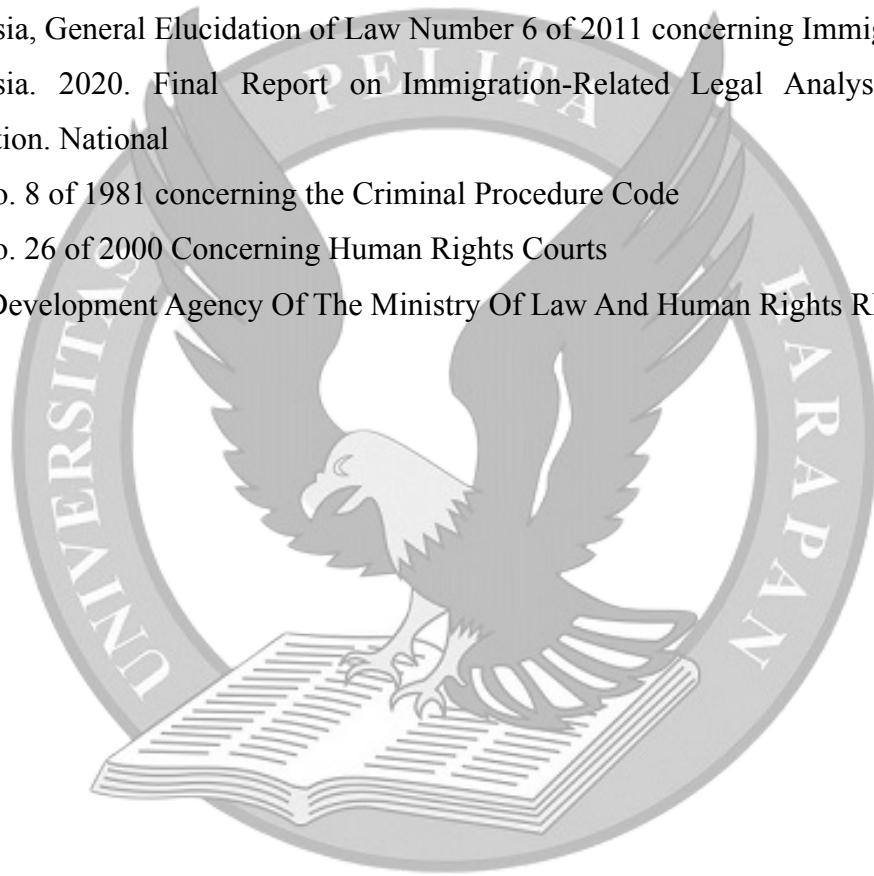 sia, General Elucidation of Law Number 6 of 2011 concerning Immig
sia. 2020. Final Report on Immigration-Related Legal Analys
tion. National
o. 8 of 1981 concerning the Criminal Procedure Code
o. 26 of 2000 Concerning Human Rights Courts
Development Agency Of The Ministry Of Law And Human Rights R
UNIVERSITAS PELITA HARAPAN